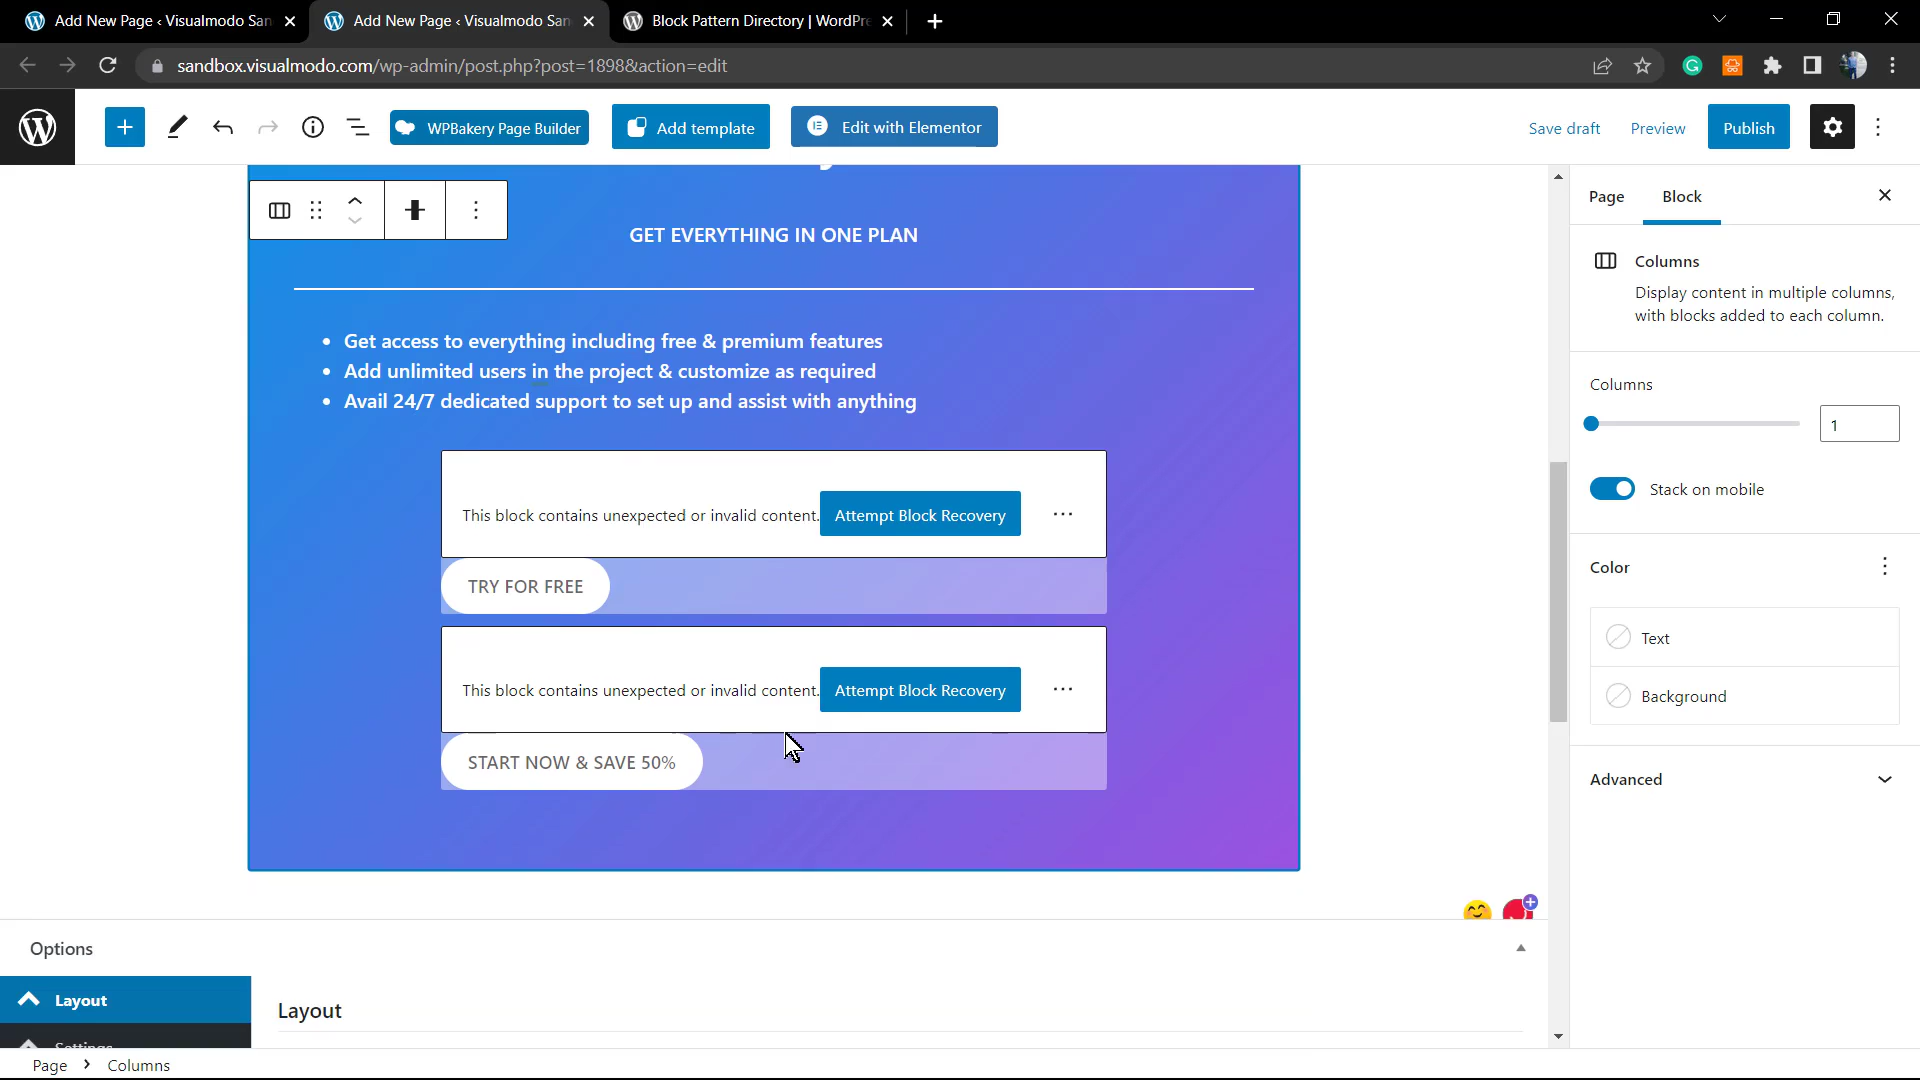 Add New Page ‹ Visualmodo San
Add New Page ‹ Visualmodo San
Block Pattern Directory | WordPre
sandbox.visualmodo.com/wp-admin/post.php?post=1898&action=edit
WPBakery Page Builder
Add template
Edit with Elementor
Save draft
Preview
Publish
GET EVERYTHING IN ONE PLAN
• Get access to everything including free & premium features
• Add unlimited users in the project & customize as required
• Avail 24/7 dedicated support to set up and assist with anything
This block contains unexpected or invalid content.
Attempt Block Recovery
TRY FOR FREE
This block contains unexpected or invalid content.
Attempt Block Recovery
START NOW & SAVE 50%
Page
Block
Columns
Display content in multiple columns,
with blocks added to each column.
Columns
1
Stack on mobile
Color
Text
Background
Advanced
Options
Layout
Settings
Layout
Page
Columns